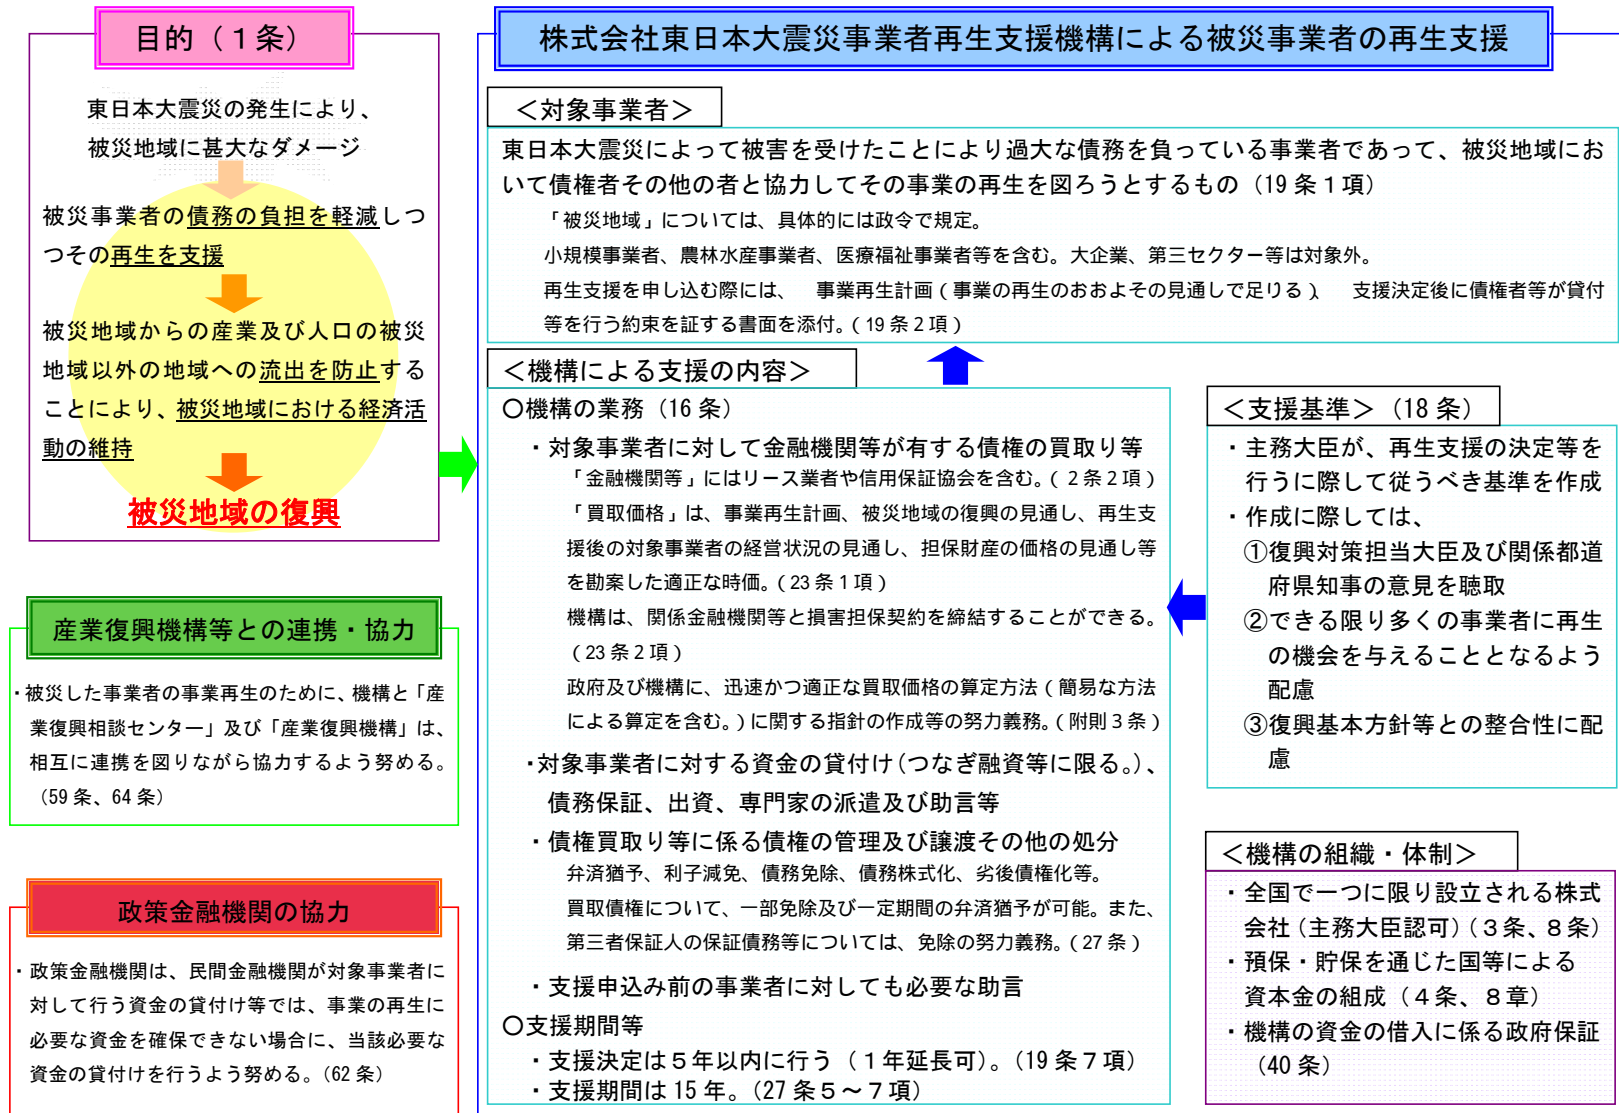 目的（１条）
東日本大震災の発生により、
被災地域に甚大なダメージ
被災事業者の債務の負担を軽減しつ
つその再生を支援
被災地域からの産業及び人口の被災
地域以外の地域への流出を防止する
ことにより、被災地域における経済活
動の維持
被災地域の復興
産業復興機構等との連携・協力
・被災した事業者の事業再生のために、機構と「産
業復興相談センター」及び「産業復興機構」は、
相互に連携を図りながら協力するよう努める。
（59 条、64 条）
政策金融機関の協力
・政策金融機関は、民間金融機関が対象事業者に
対して行う資金の貸付け等では、事業の再生に
必要な資金を確保できない場合に、当該必要な
資金の貸付けを行うよう努める。（62 条）
株式会社東日本大震災事業者再生支援機構による被災事業者の再生支援
＜対象事業者＞
東日本大震災によって被害を受けたことにより過大な債務を負っている事業者であって、被災地域にお
いて債権者その他の者と協力してその事業の再生を図ろうとするもの（19 条１項）
「被災地域」については、具体的には政令で規定。
小規模事業者、農林水産事業者、医療福祉事業者等を含む。大企業、第三セクター等は対象外。
再生支援を申し込む際には、　事業再生計画（事業の再生のおおよその見通しで足りる）、　支援決定後に債権者等が貸付
等を行う約束を証する書面を添付。（19 条２項）
＜機構による支援の内容＞
○機構の業務（16 条）
・対象事業者に対して金融機関等が有する債権の買取り等
「金融機関等」にはリース業者や信用保証協会を含む。（２条２項）
「買取価格」は、事業再生計画、被災地域の復興の見通し、再生支
援後の対象事業者の経営状況の見通し、担保財産の価格の見通し等
を勘案した適正な時価。（23 条１項）
機構は、関係金融機関等と損害担保契約を締結することができる。
（23 条２項）
政府及び機構に、迅速かつ適正な買取価格の算定方法（簡易な方法
による算定を含む。）に関する指針の作成等の努力義務。（附則３条）
・対象事業者に対する資金の貸付け（つなぎ融資等に限る。）、
債務保証、出資、専門家の派遣及び助言等
・債権買取り等に係る債権の管理及び譲渡その他の処分
弁済猶予、利子減免、債務免除、債務株式化、劣後債権化等。
買取債権について、一部免除及び一定期間の弁済猶予が可能。また、
第三者保証人の保証債務等については、免除の努力義務。（27 条）
・支援申込み前の事業者に対しても必要な助言
○支援期間等
・支援決定は５年以内に行う（１年延長可）。（19 条７項）
・支援期間は 15 年。（27 条５～７項）
＜支援基準＞（18 条）
・主務大臣が、再生支援の決定等を
行うに際して従うべき基準を作成
・作成に際しては、
①復興対策担当大臣及び関係都道
府県知事の意見を聴取
②できる限り多くの事業者に再生
の機会を与えることとなるよう
配慮
③復興基本方針等との整合性に配
慮
＜機構の組織・体制＞
・全国で一つに限り設立される株式
会社（主務大臣認可）（３条、８条）
・預保・貯保を通じた国等による
資本金の組成（４条、８章）
・機構の資金の借入に係る政府保証
（40 条）